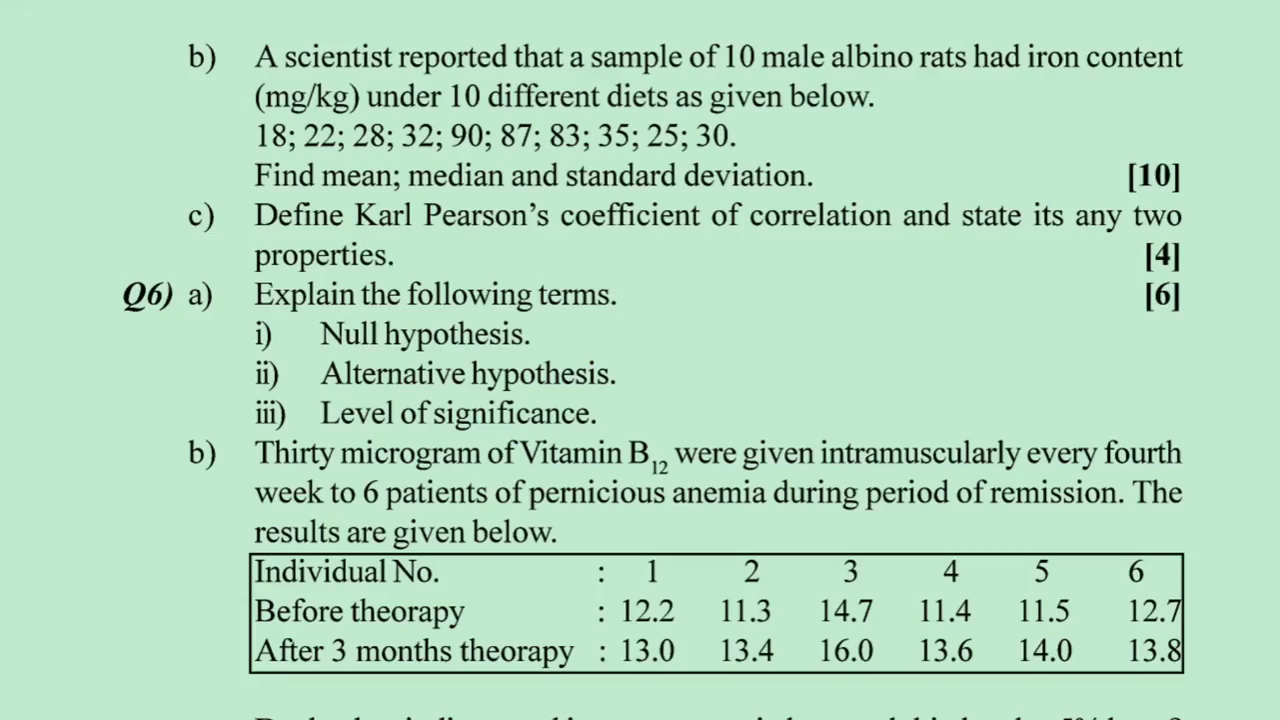 b) A scientist reported that a sample of 10 male albino rats had iron content
(mg/kg) under 10 different diets as given below.
18; 22; 28; 32; 90; 87; 83; 35; 25; 30.
Find mean; median and standard deviation. [10]
c) Define Karl Pearson's coefficient of correlation and state its any two
properties. [4]
Q6) a) Explain the following terms. [6]
i) Null hypothesis.
ii) Alternative hypothesis.
iii) Level of significance.
b) Thirty microgram of Vitamin B12 were given intramuscularly every fourth
week to 6 patients of pernicious anemia during period of remission. The
results are given below.
Individual No. : 1 2 3 4 5 6
Before theorapy : 12.2 11.3 14.7 11.4 11.5 12.7
After 3 months theorapy : 13.0 13.4 16.0 13.6 14.0 13.8